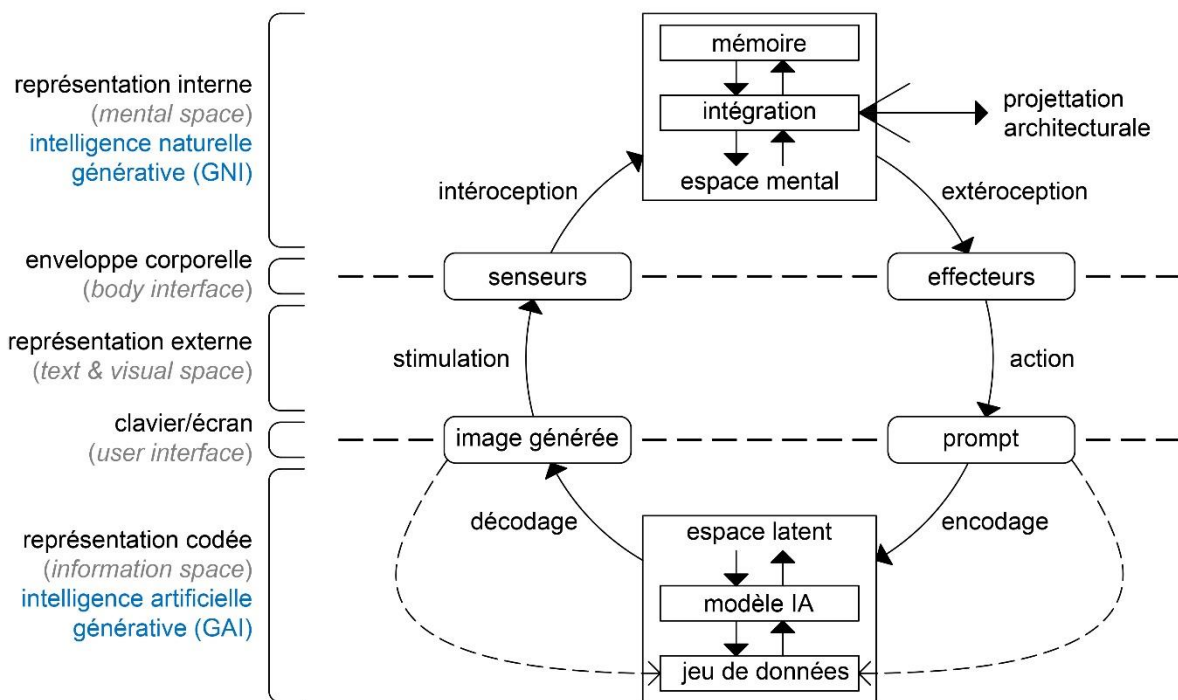 représentation interne
(mental space)
intelligence naturelle
générative (GNI)
enveloppe corporelle
(body interface)
représentation externe
(text & visual space)
clavier/écran
(user interface)
représentation codée
(information space)
intelligence artificielle
générative (GAI)
mémoire
intégration
espace mental
projettation
architecturale
intéroception
extéroception
senseurs
effecteurs
stimulation
action
image générée
prompt
décodage
encodage
espace latent
modèle IA
jeu de données